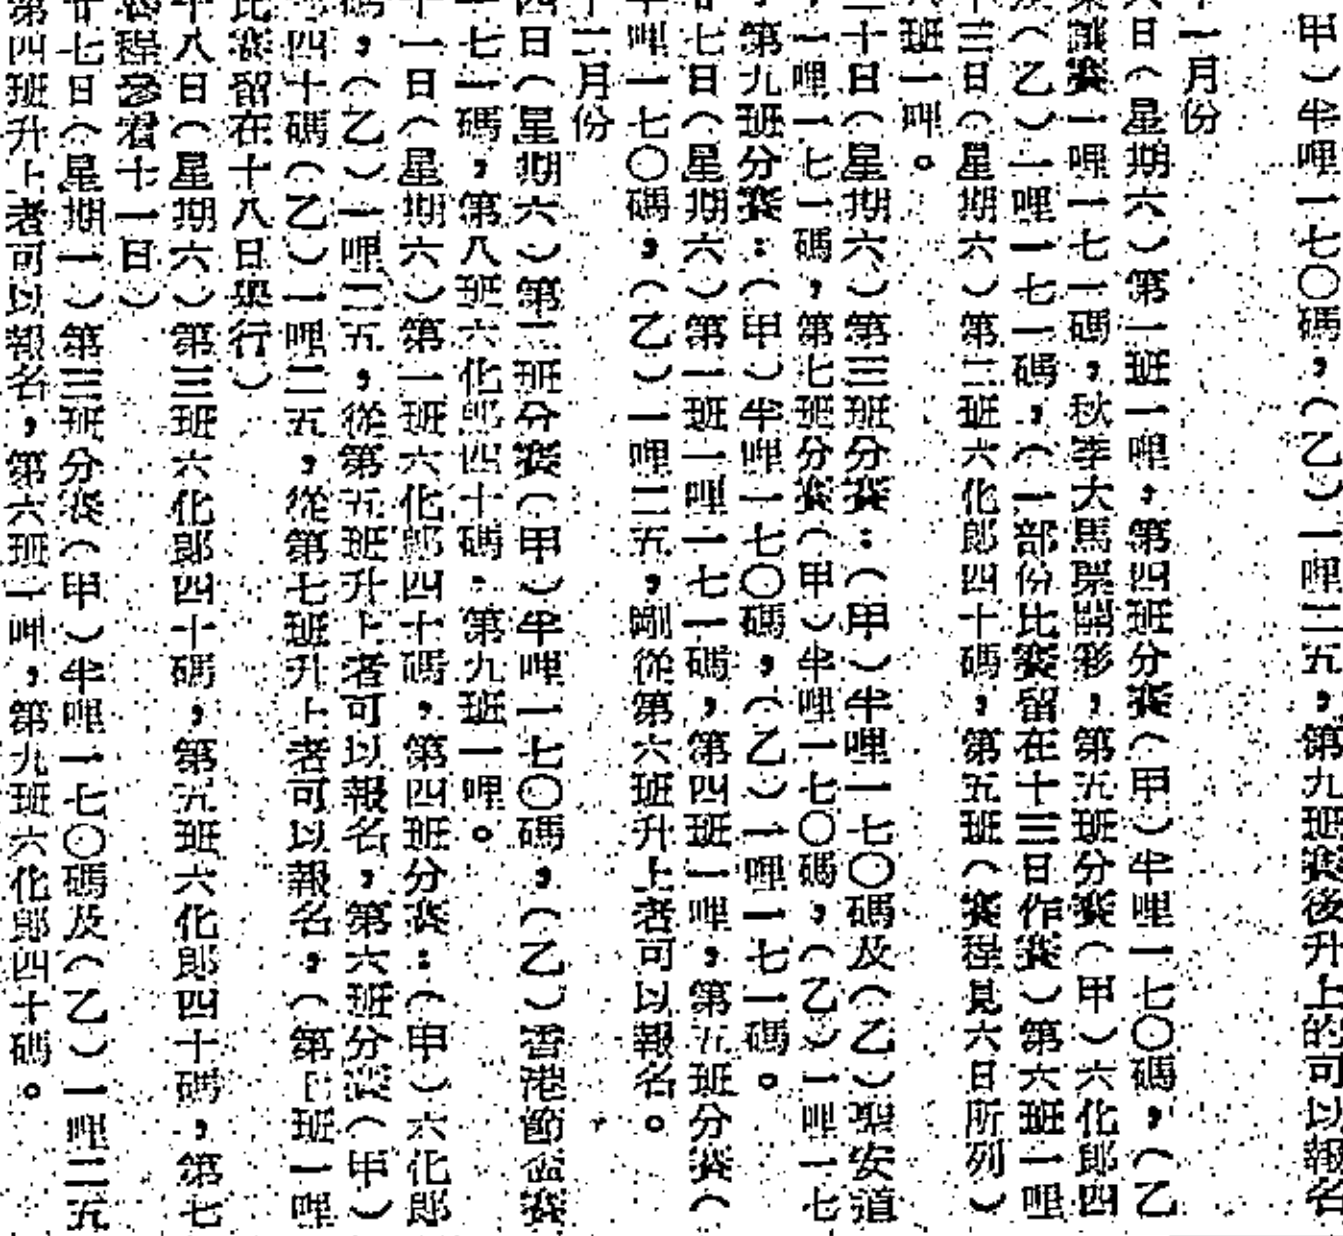 甲）半哩一七〇碼，（乙）一哩二五，第九班賽後升上的可以報名
一月份
日（星期六）第一班一哩，第四班分賽（甲）半哩一七〇碼，（乙
賽一哩一七一碼，秋季大馬票開彩，第五班分賽（甲）六化郎四
（乙）一哩一七一碼，（一部份比賽留在十三日作賽）第六班一哩
三日（星期六）第二班六化郎四十碼，第五班（賽程見六日所列）
班一哩。
二十日（星期六）第三班分賽：（甲）半哩一七〇碼及（乙）聖安道
一哩一七一碼，第七班分賽（甲）半哩一七〇碼，（乙）一哩一七
，第九班分賽：（甲）半哩一七〇碼，（乙）一哩一七一碼。
七日（星期六）第一班一哩一七一碼，第四班一哩，第五班分賽（
半哩一七〇碼，（乙）一哩二五，剛從第六班升上者可以報名。
十二月份
四日（星期六）第二班分賽（甲）半哩一七〇碼，（乙）香港節盃賽
一七一碼，第八班六化郎四十碼，第九班一哩。
十一日（星期六）第一班六化郎四十碼，第四班分賽：（甲）六化郎
碼，（乙）一哩二五，從第五班升上者可以報名，第六班分賽（甲）
四十碼（乙）一哩二五，從第七班升上者可以報名，（第七班一哩
比賽留在十八日舉行）
十八日（星期六）第三班六化郎四十碼，第五班六化郎四十碼，第七
賽程參看十一日）
廿七日（星期一）第三班分賽（甲）半哩一七〇碼及（乙）一哩二五
第四班升上者可以報名，第六班一哩，第九班六化郎四十碼。